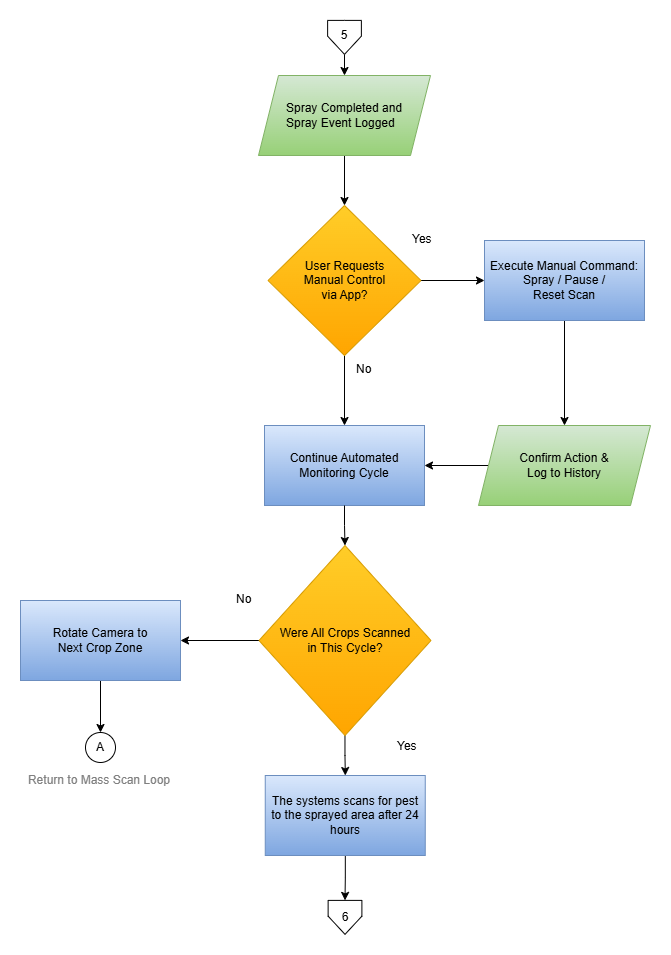 5
Spray Completed and
Spray Event Logged
Yes
User Requests
Manual Control
via App?
Execute Manual Command:
Spray / Pause /
Reset Scan
No
Continue Automated
Monitoring Cycle
Confirm Action &
Log to History
No
Rotate Camera to
Next Crop Zone
Were All Crops Scanned
in This Cycle?
A
Return to Mass Scan Loop
Yes
The systems scans for pest
to the sprayed area after 24
hours
6